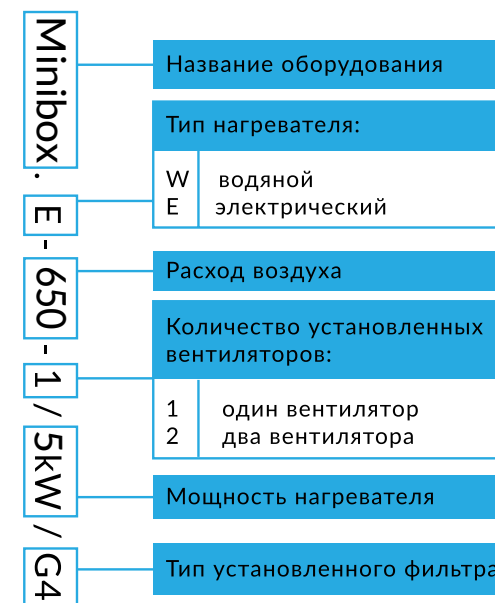 Minibox. E - 650 - 1 / 5kW / G4
Название оборудования
Тип нагревателя:
W водяной
E электрический
Расход воздуха
Количество установленных
вентиляторов:
1 один вентилятор
2 два вентилятора
Мощность нагревателя
Тип установленного фильтра